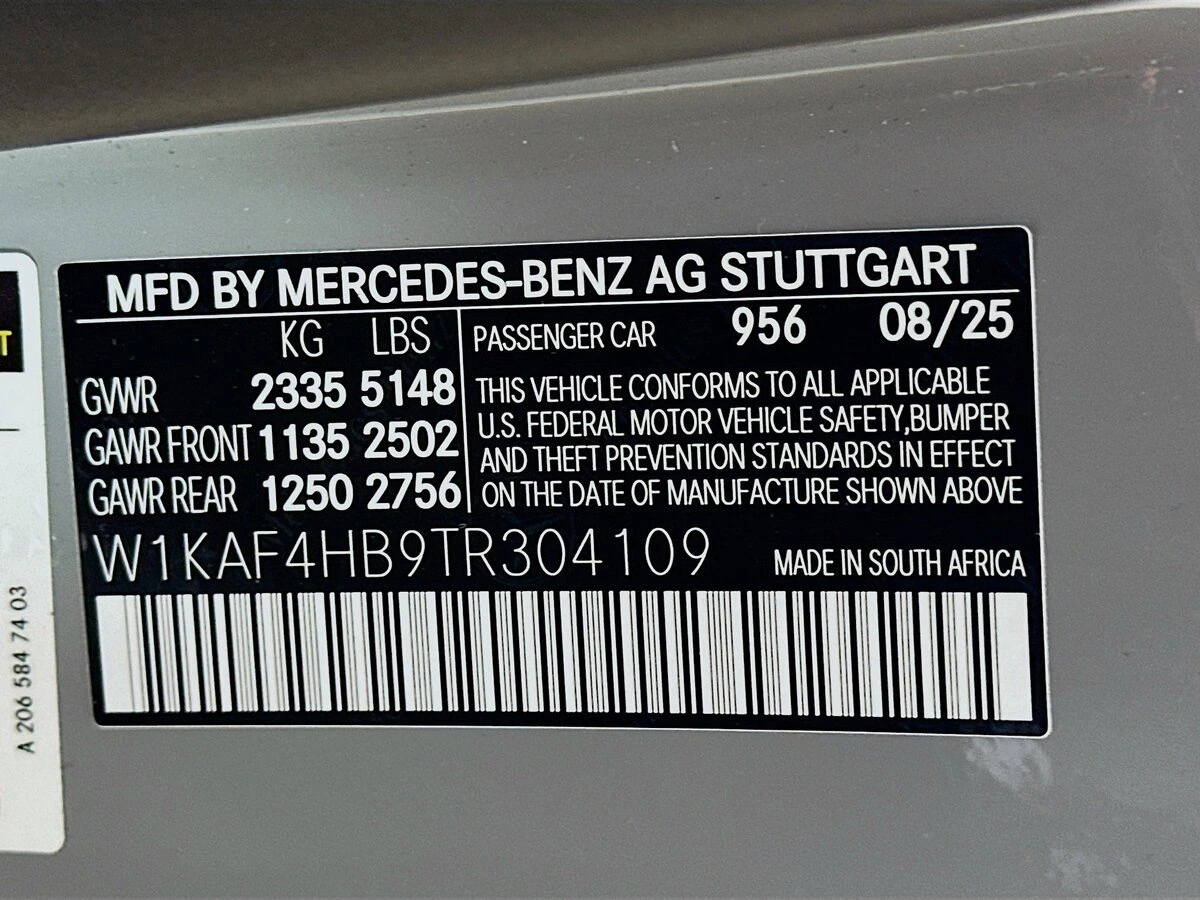 MFD BY MERCEDES-BENZ AG STUTTGART
KG LBS
GVWR 2335 5148
GAWR FRONT 1135 2502
GAWR REAR 1250 2756
PASSENGER CAR 956 08/25
THIS VEHICLE CONFORMS TO ALL APPLICABLE
U.S. FEDERAL MOTOR VEHICLE SAFETY,BUMPER
AND THEFT PREVENTION STANDARDS IN EFFECT
ON THE DATE OF MANUFACTURE SHOWN ABOVE
W1KAF4HB9TR304109
MADE IN SOUTH AFRICA
T
A 206 584 74 03